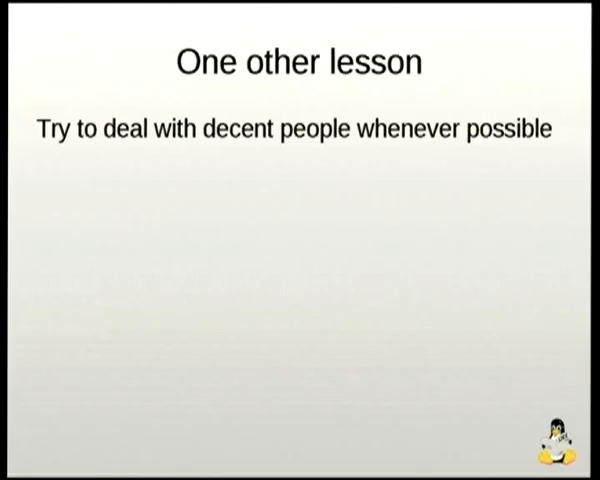 One other lesson
Try to deal with decent people whenever possible